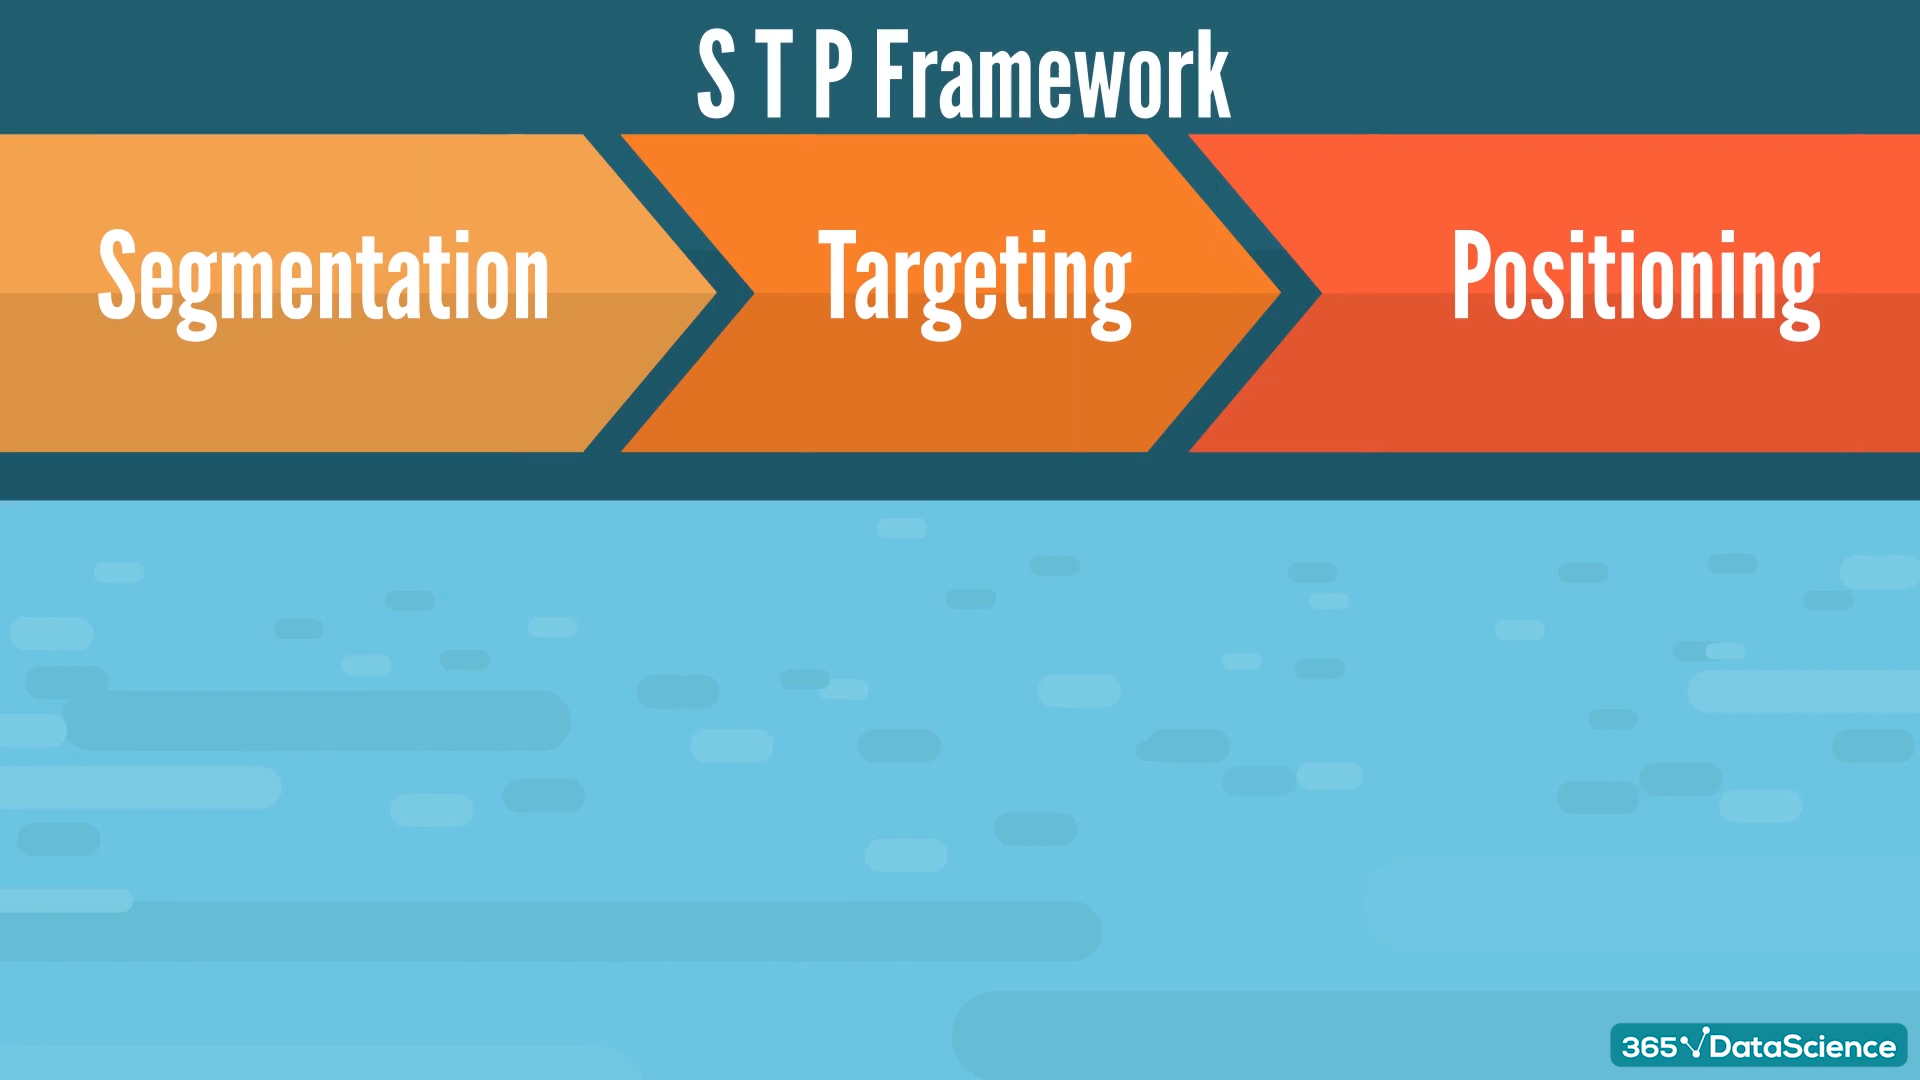 S T P Framework
Segmentation Targeting Positioning
365 DataScience